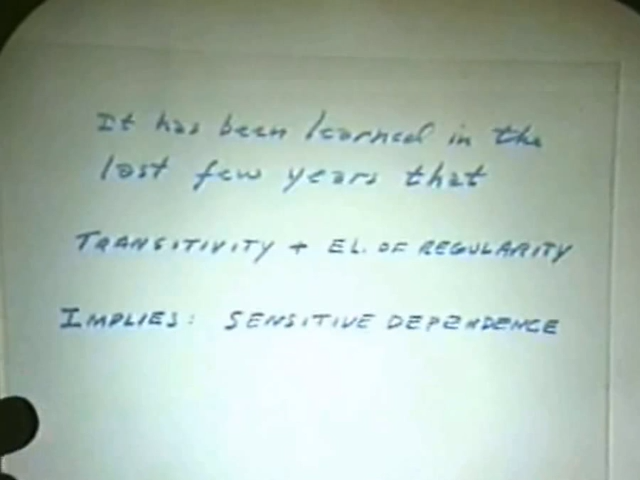 It has been learned in the
last few years that
TRANSITIVITY + EL. OF REGULARITY
IMPLIES: SENSITIVE DEPENDENCE